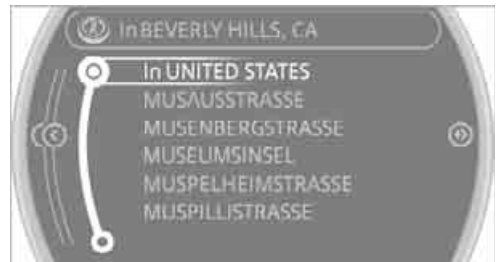 In BEVERLY HILLS, CA
In UNITED STATES
MUSAUSSTRASSE
MUSENBERGSTRASSE
MUSEUMSINSEL
MUSPELHEIMSTRASSE
MUSPILLISTRASSE